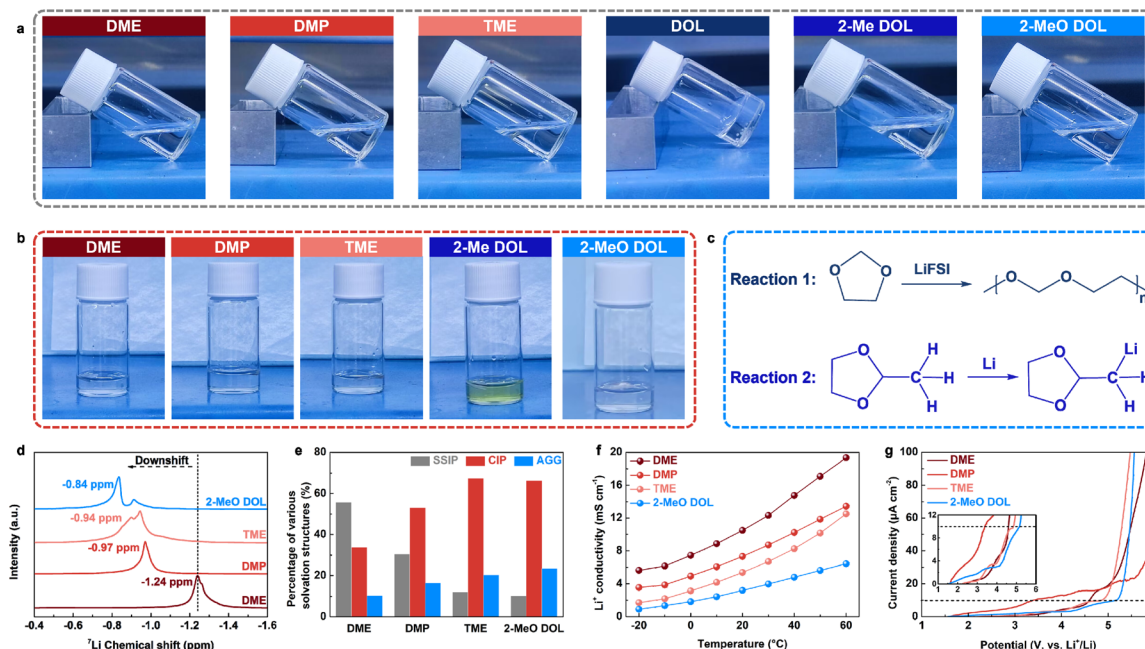 a
DME DMP TME DOL 2-Me DOL 2-MeO DOL
b
DME DMP TME 2-Me DOL 2-MeO DOL
c
Reaction 1:
O O
LiFSI
O O
n
Reaction 2:
O
O
C
H
H
H
Li
O
O
C
Li
H
H
d
Downshift
-0.84 ppm
2-MeO DOL
-0.94 ppm
TME
-0.97 ppm
DMP
-1.24 ppm
DME
Intensity (a.u.)
-0.4 -0.6 -0.8 -1.0 -1.2 -1.4 -1.6
⁷Li Chemical shift (ppm)
e
SSIP CIP AGG
Percentage of various
solvation structures (%)
80
60
40
20
0
DME DMP TME 2-MeO DOL
f
DME
DMP
TME
2-MeO DOL
Li⁺ conductivity (mS cm⁻¹)
20
16
12
8
4
0
-20 0 20 40 60
Temperature (°C)
g
DME
DMP
TME
2-MeO DOL
Current density (µA cm⁻²)
100
80
60
40
20
0
12
8
4
0
1 2 3 4 5 6
1 2 3 4 5
Potential (V, vs. Li⁺/Li)